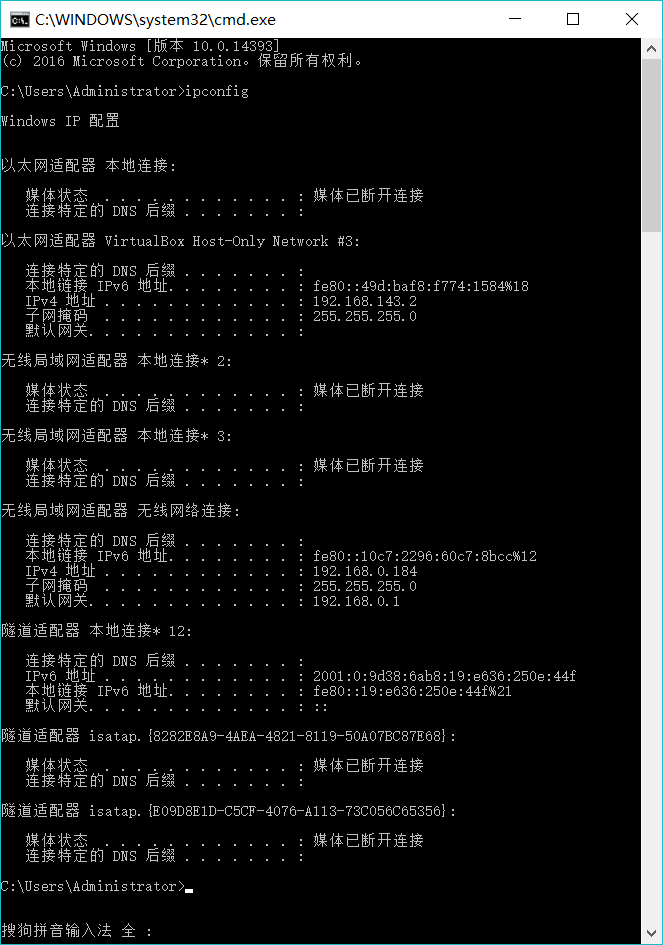 C:\WINDOWS\system32\cmd.exe
Microsoft Windows [版本 10.0.14393]
(c) 2016 Microsoft Corporation。保留所有权利。
C:\Users\Administrator>ipconfig
Windows IP 配置
以太网适配器 本地连接:
媒体状态 . . . . . . . . . . . . : 媒体已断开连接
连接特定的 DNS 后缀 . . . . . . . :
以太网适配器 VirtualBox Host-Only Network #3:
连接特定的 DNS 后缀 . . . . . . . :
本地链接 IPv6 地址. . . . . . . . : fe80::49d:baf8:f774:1584%18
IPv4 地址 . . . . . . . . . . . . : 192.168.143.2
子网掩码 . . . . . . . . . . . . : 255.255.255.0
默认网关. . . . . . . . . . . . . :
无线局域网适配器 本地连接* 2:
媒体状态 . . . . . . . . . . . . : 媒体已断开连接
连接特定的 DNS 后缀 . . . . . . . :
无线局域网适配器 本地连接* 3:
媒体状态 . . . . . . . . . . . . : 媒体已断开连接
连接特定的 DNS 后缀 . . . . . . . :
无线局域网适配器 无线网络连接:
连接特定的 DNS 后缀 . . . . . . . :
本地链接 IPv6 地址. . . . . . . . : fe80::10c7:2296:60c7:8bcc%12
IPv4 地址 . . . . . . . . . . . . : 192.168.0.184
子网掩码 . . . . . . . . . . . . : 255.255.255.0
默认网关. . . . . . . . . . . . . : 192.168.0.1
隧道适配器 本地连接* 12:
连接特定的 DNS 后缀 . . . . . . . :
IPv6 地址 . . . . . . . . . . . . : 2001:0:9d38:6ab8:19:e636:250e:44f
本地链接 IPv6 地址. . . . . . . . : fe80::19:e636:250e:44f%21
默认网关. . . . . . . . . . . . . : ::
隧道适配器 isatap.{8282E8A9-4AEA-4821-8119-50A07BC87E68}:
媒体状态 . . . . . . . . . . . . : 媒体已断开连接
连接特定的 DNS 后缀 . . . . . . . :
隧道适配器 isatap.{E09D8E1D-C5CF-4076-A113-73C056C65356}:
媒体状态 . . . . . . . . . . . . : 媒体已断开连接
连接特定的 DNS 后缀 . . . . . . . :
C:\Users\Administrator>
搜狗拼音输入法 全 :